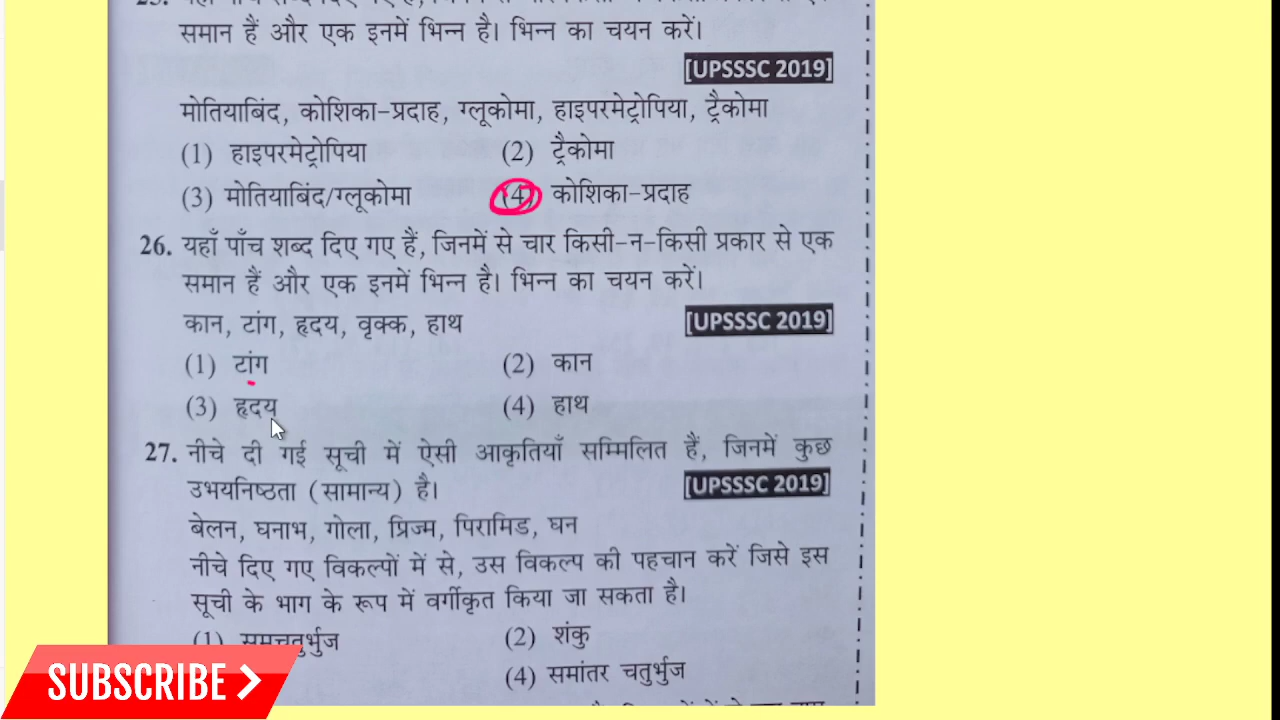 समान हैं और एक इनमें भिन्न है। भिन्न का चयन करें।
[UPSSSC 2019]
मोतियाबिंद, कोशिका-प्रदाह, ग्लूकोमा, हाइपरमेट्रोपिया, ट्रैकोमा
(1) हाइपरमेट्रोपिया (2) ट्रैकोमा
(3) मोतियाबिंद/ग्लूकोमा (4) कोशिका-प्रदाह
26. यहाँ पाँच शब्द दिए गए हैं, जिनमें से चार किसी-न-किसी प्रकार से एक
समान हैं और एक इनमें भिन्न है। भिन्न का चयन करें।
कान, टांग, हृदय, वृक्क, हाथ [UPSSSC 2019]
(1) टांग (2) कान
(3) हृदय (4) हाथ
27. नीचे दी गई सूची में ऐसी आकृतियाँ सम्मिलित हैं, जिनमें कुछ
उभयनिष्ठता (सामान्य) है। [UPSSSC 2019]
बेलन, घनाभ, गोला, प्रिज्म, पिरामिड, घन
नीचे दिए गए विकल्पों में से, उस विकल्प की पहचान करें जिसे इस
सूची के भाग के रूप में वर्गीकृत किया जा सकता है।
(1) समचतुर्भुज (2) शंकु
(4) समांतर चतुर्भुज
SUBSCRIBE